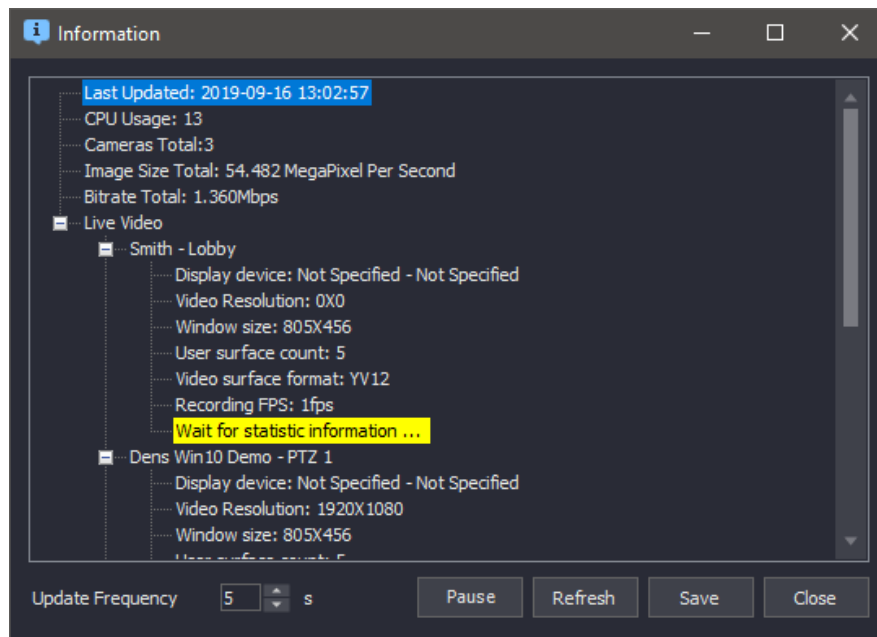 Information
Last Updated: 2019-09-16 13:02:57
CPU Usage: 13
Cameras Total:3
Image Size Total: 54.482 MegaPixel Per Second
Bitrate Total: 1.360Mbps
Live Video
Smith - Lobby
Display device: Not Specified - Not Specified
Video Resolution: 0X0
Window size: 805X456
User surface count: 5
Video surface format: YV12
Recording FPS: 1fps
Wait for statistic information ...
Dens Win10 Demo - PTZ 1
Display device: Not Specified - Not Specified
Video Resolution: 1920X1080
Window size: 805X456
User surface count: 5
Update Frequency 5 s Pause Refresh Save Close